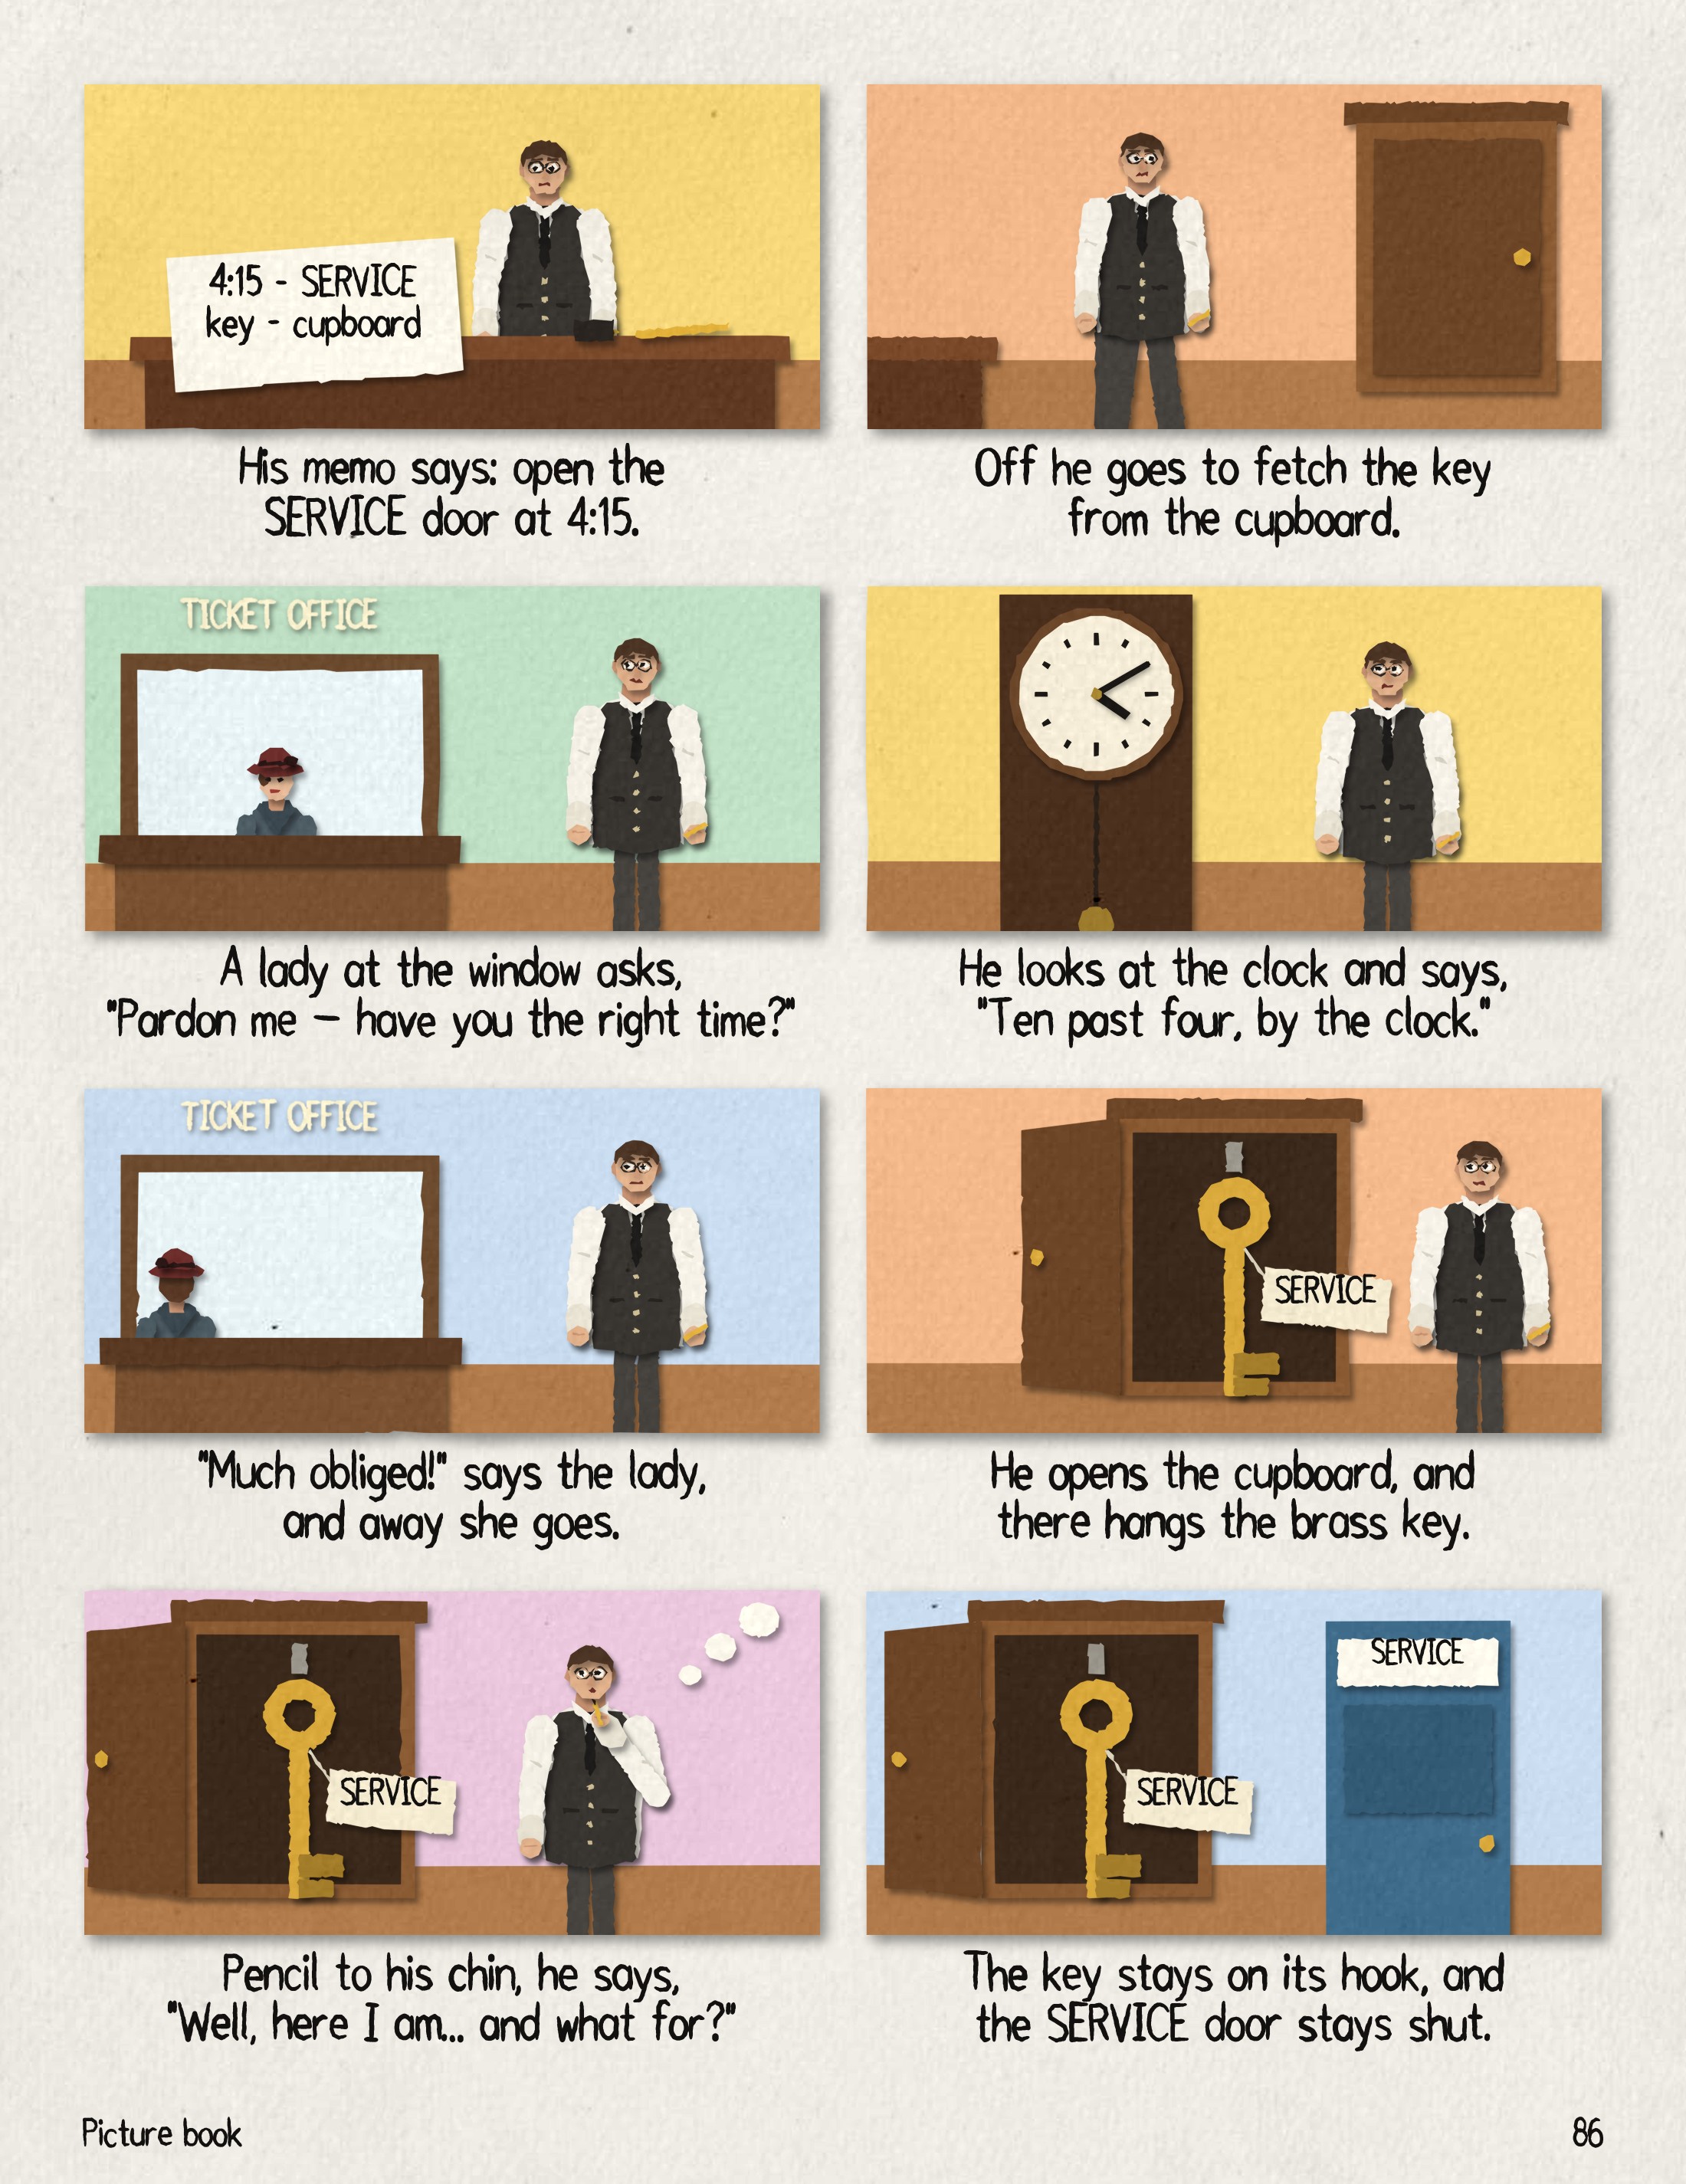 4:15 - SERVICE
key - cupboard
His memo says: open the
SERVICE door at 4:15.
Off he goes to fetch the key
from the cupboard.
TICKET OFFICE
A lady at the window asks,
"Pardon me — have you the right time?"
He looks at the clock and says,
"Ten past four, by the clock."
TICKET OFFICE
"Much obliged!" says the lady,
and away she goes.
SERVICE
He opens the cupboard, and
there hangs the brass key.
SERVICE
Pencil to his chin, he says,
"Well, here I am... and what for?"
SERVICE
SERVICE
The key stays on its hook, and
the SERVICE door stays shut.
Picture book
86